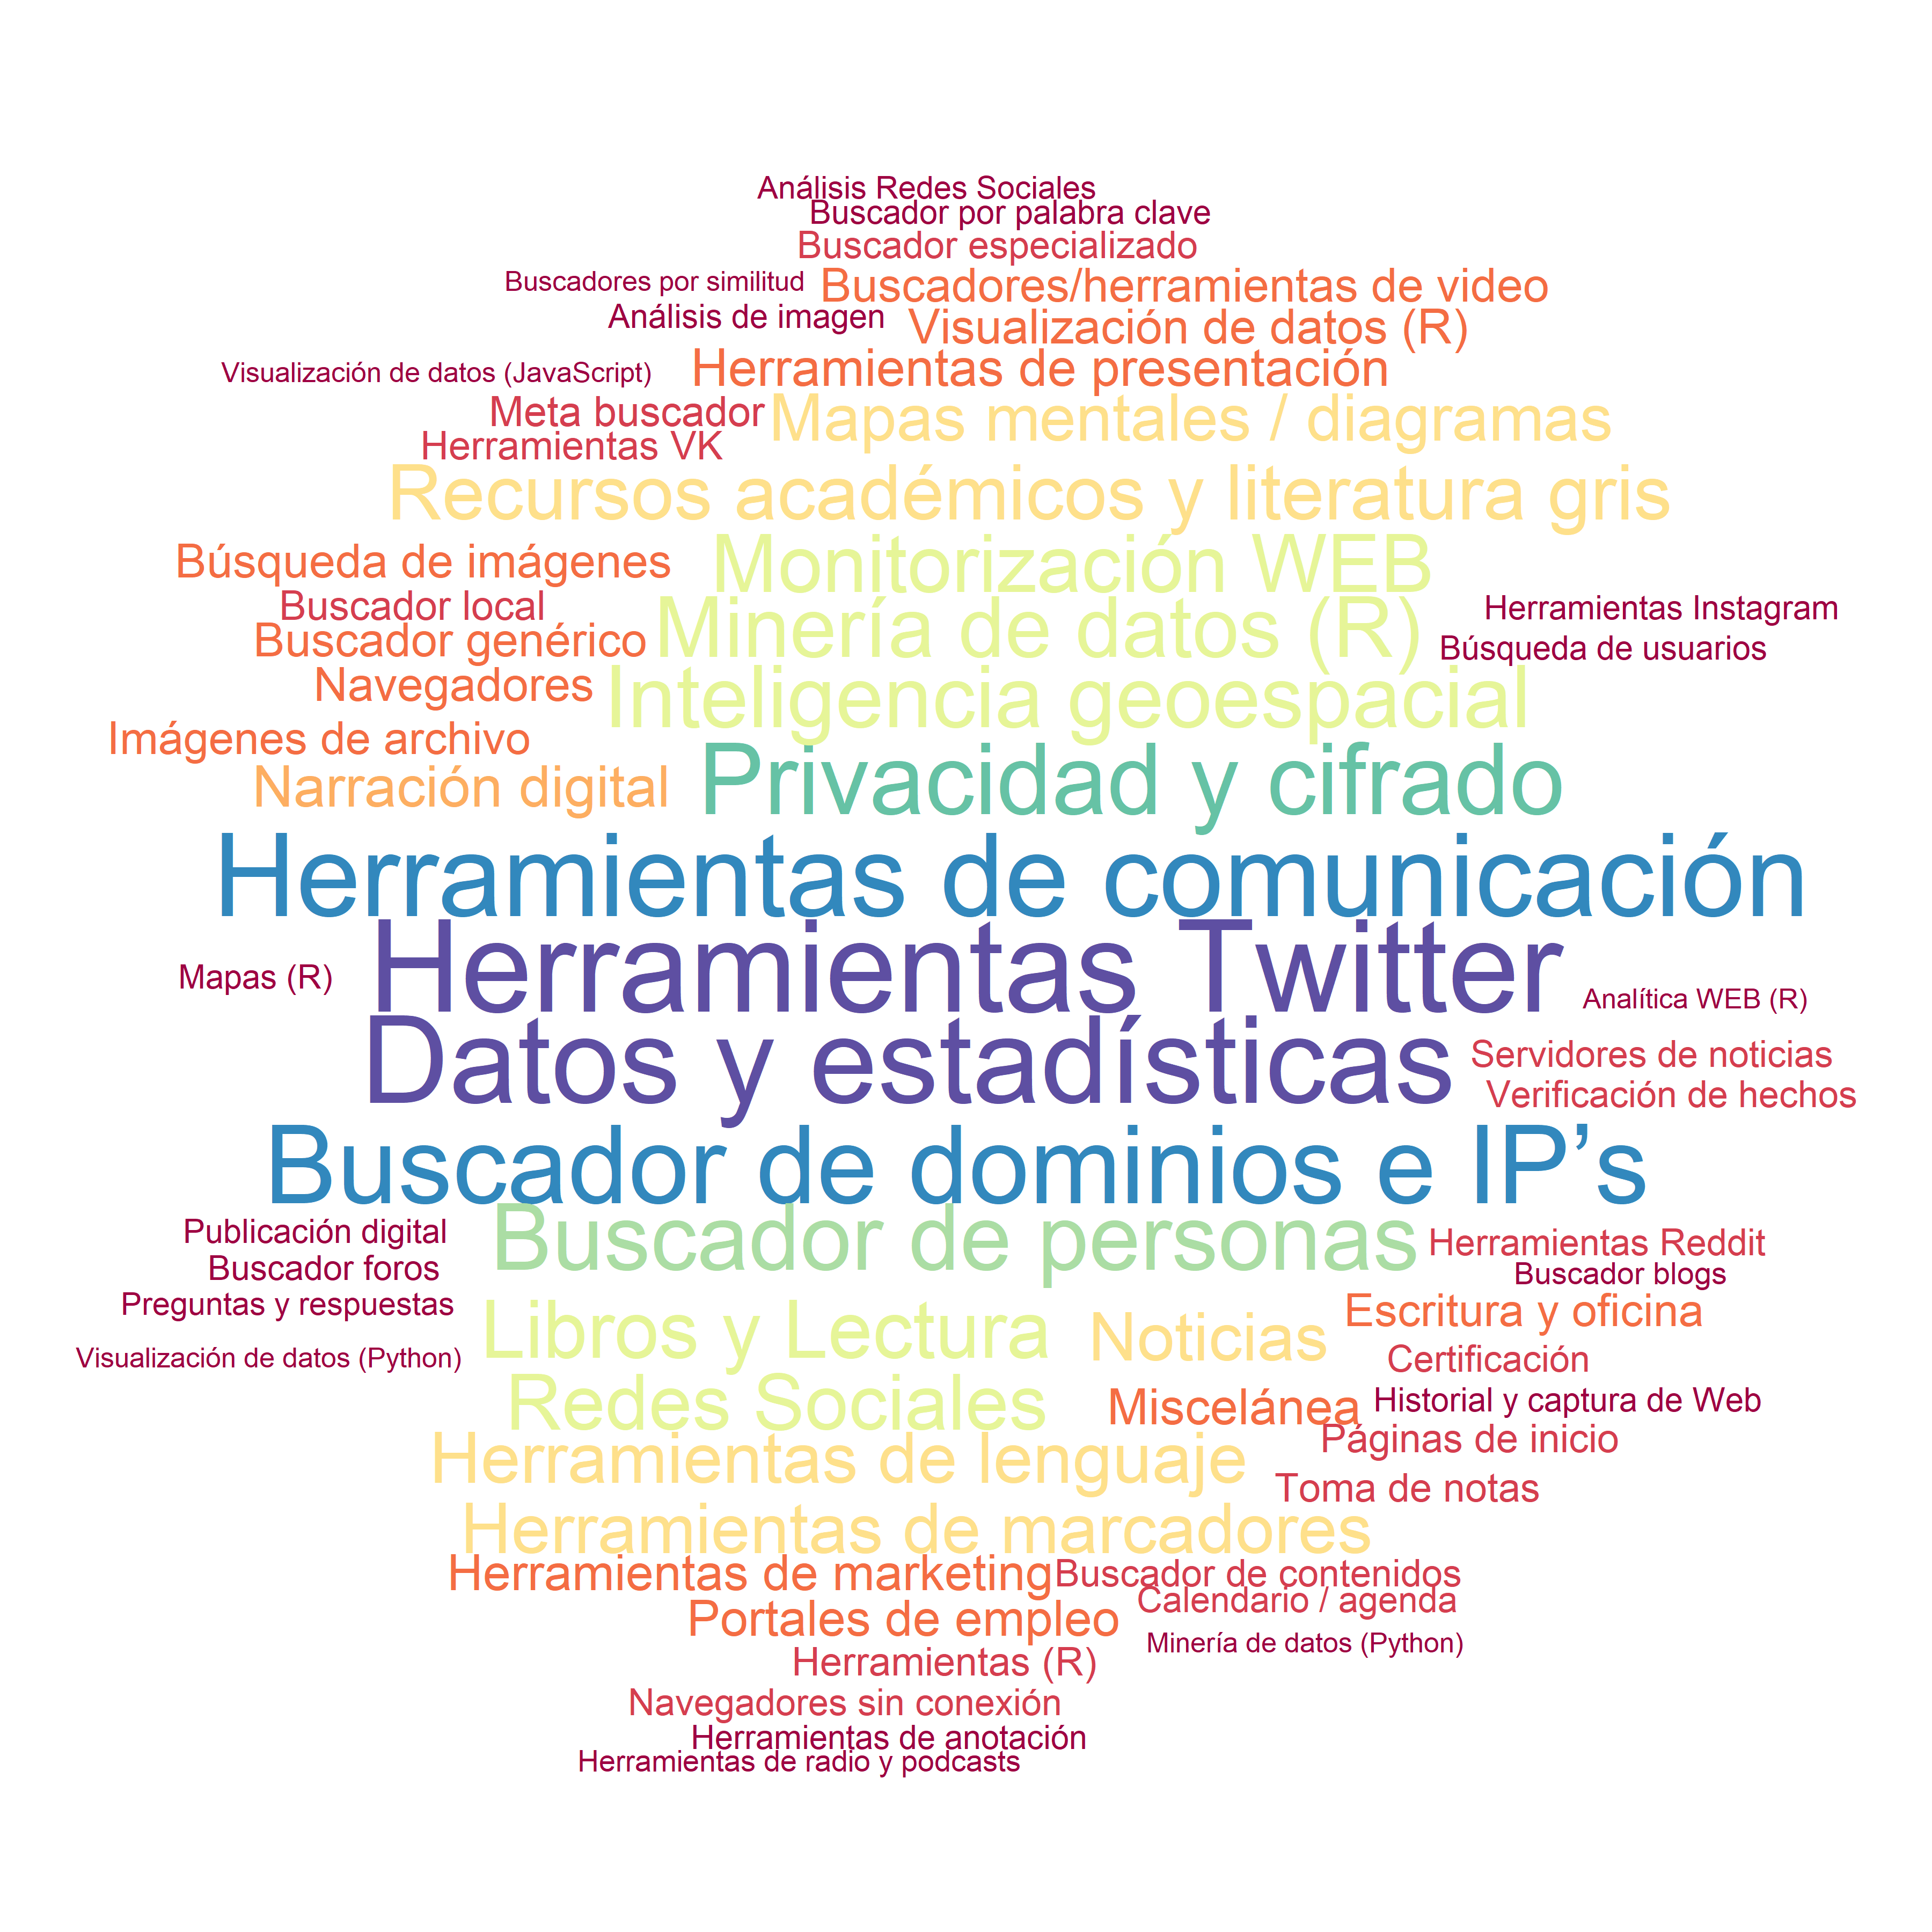 Análisis Redes Sociales
Buscador por palabra clave
Buscador especializado
Buscadores por similitud
Buscadores/herramientas de video
Análisis de imagen
Visualización de datos (R)
Visualización de datos (JavaScript)
Herramientas de presentación
Meta buscador
Mapas mentales / diagramas
Herramientas VK
Recursos académicos y literatura gris
Búsqueda de imágenes
Monitorización WEB
Buscador local
Herramientas Instagram
Buscador genérico
Minería de datos (R)
Búsqueda de usuarios
Navegadores
Inteligencia geoespacial
Imágenes de archivo
Narración digital
Privacidad y cifrado
Herramientas de comunicación
Mapas (R)
Herramientas Twitter
Analítica WEB (R)
Datos y estadísticas
Servidores de noticias
Verificación de hechos
Buscador de dominios e IP’s
Publicación digital
Buscador de personas
Herramientas Reddit
Buscador foros
Buscador blogs
Preguntas y respuestas
Escritura y oficina
Libros y Lectura
Noticias
Visualización de datos (Python)
Certificación
Redes Sociales
Miscelánea
Historial y captura de Web
Páginas de inicio
Herramientas de lenguaje
Toma de notas
Herramientas de marcadores
Herramientas de marketing
Buscador de contenidos
Calendario / agenda
Portales de empleo
Minería de datos (Python)
Herramientas (R)
Navegadores sin conexión
Herramientas de anotación
Herramientas de radio y podcasts